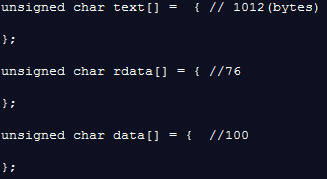 unsigned char text[] =  { // 1012(bytes)
};
unsigned char rdata[] = { //76
};
unsigned char data[] = {  //100
};